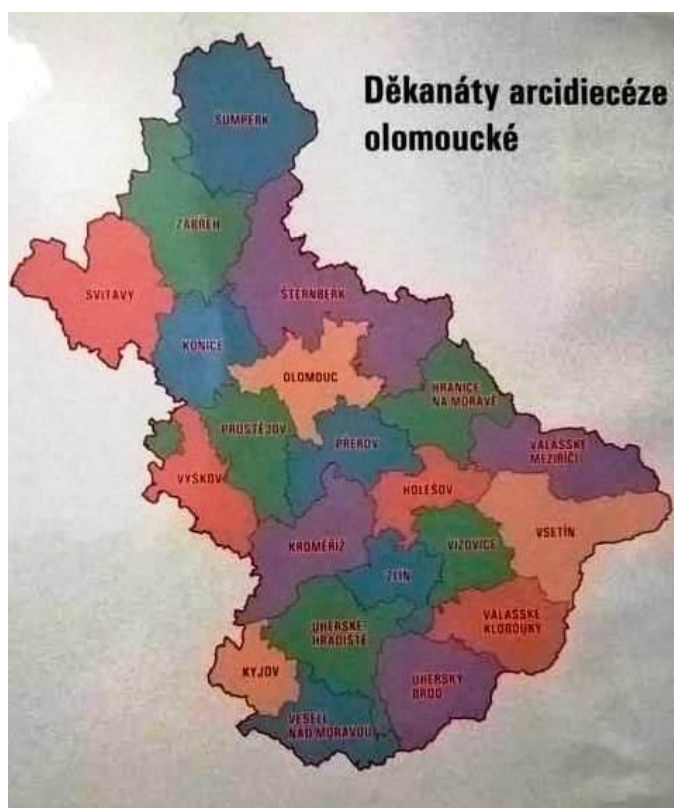 Děkanáty arcidiecéze
olomoucké
ŠUMPERK
ZÁBŘEH
SVITAVY
ŠTERNBERK
KONICE
OLOMOUC
HRANICE
NA MORAVĚ
PROSTĚJOV
PŘEROV
VALAŠSKÉ
MEZIŘÍČÍ
VYŠKOV
HOLEŠOV
VSETÍN
KROMĚŘÍŽ
VIZOVICE
ZLÍN
VALAŠSKÉ
KLOBOUKY
UHERSKÉ
HRADIŠTĚ
KYJOV
UHERSKÝ
BROD
VESELÍ
NAD MORAVOU